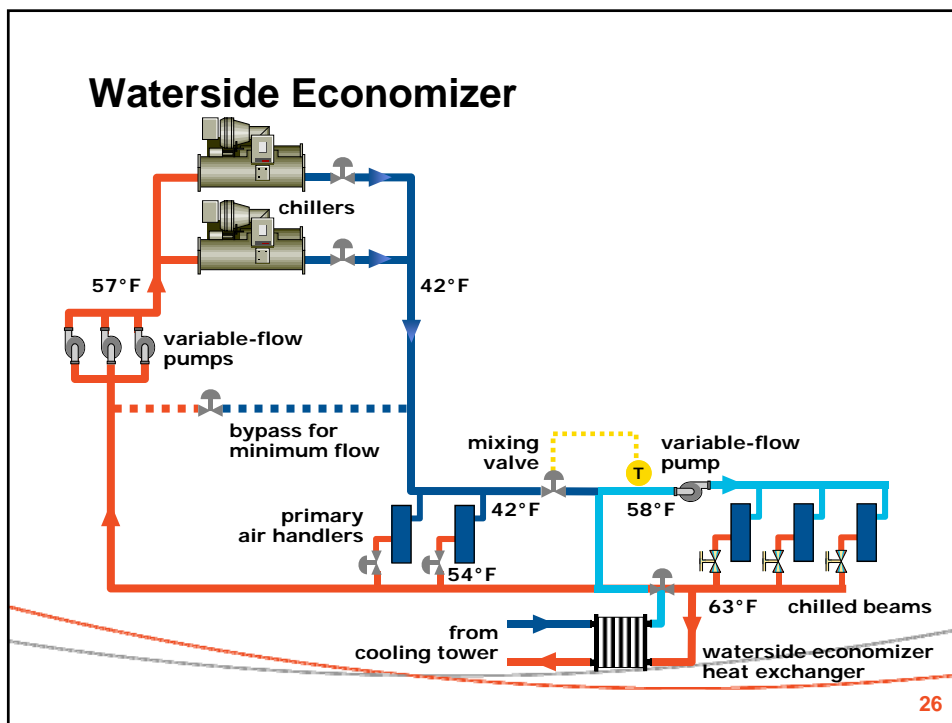 Waterside Economizer
chillers
57°F
42°F
variable-flow
pumps
bypass for
minimum flow
mixing
valve
variable-flow
pump
T
primary
air handlers
42°F
58°F
54°F
63°F
chilled beams
from
cooling tower
waterside economizer
heat exchanger
26